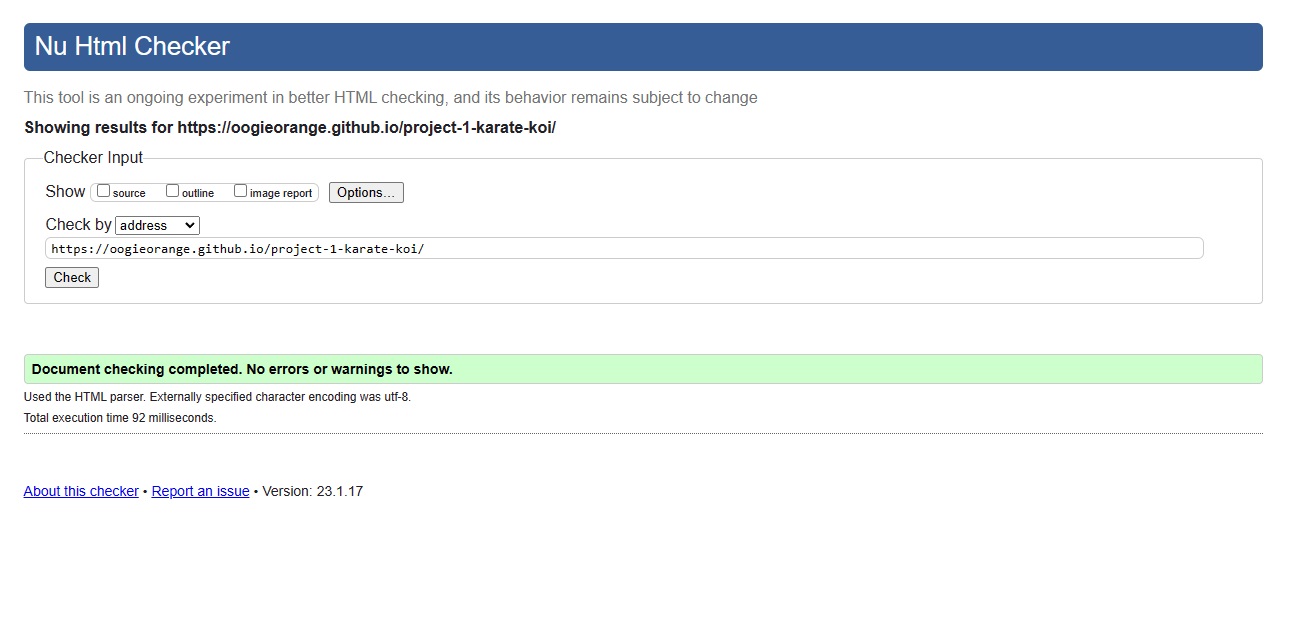 Nu Html Checker
This tool is an ongoing experiment in better HTML checking, and its behavior remains subject to change
Showing results for https://oogieorange.github.io/project-1-karate-koi/
Checker Input
Show source outline image report Options...
Check by address
https://oogieorange.github.io/project-1-karate-koi/
Check
Document checking completed. No errors or warnings to show.
Used the HTML parser. Externally specified character encoding was utf-8.
Total execution time 92 milliseconds.
About this checker • Report an issue • Version: 23.1.17